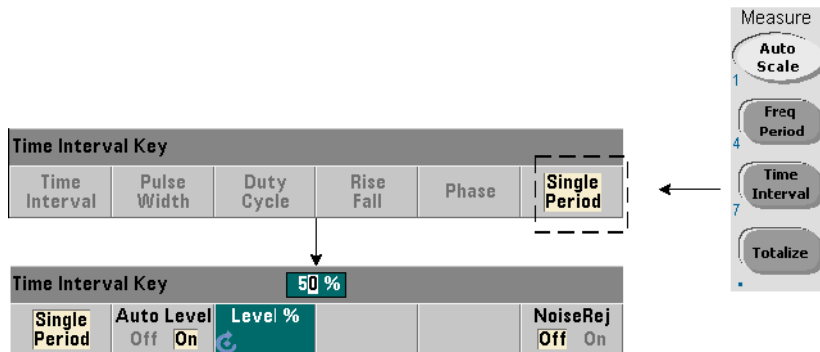 Measure
Auto
Scale
1
Freq
Period
4
Time
Interval
7
Totalize
.
Time Interval Key
Time Interval
Pulse Width
Duty Cycle
Rise Fall
Phase
Single Period
Time Interval Key
50 %
Single Period
Auto Level
Off On
Level %
NoiseRej
Off On